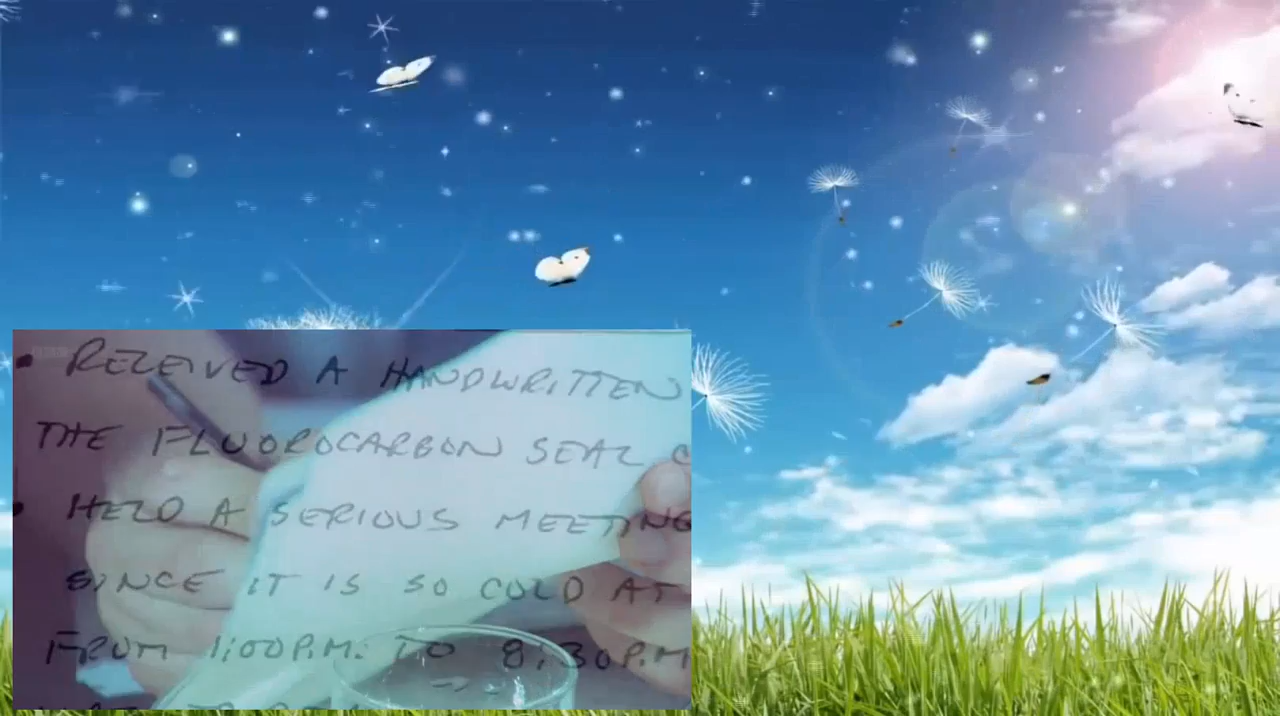 • RECEIVED A HANDWRITTEN
THE FLUOROCARBON SEAL
• HELD A SERIOUS MEETING
SINCE IT IS SO COLD AT
FROM 1:00P.M. TO 8:30P.M